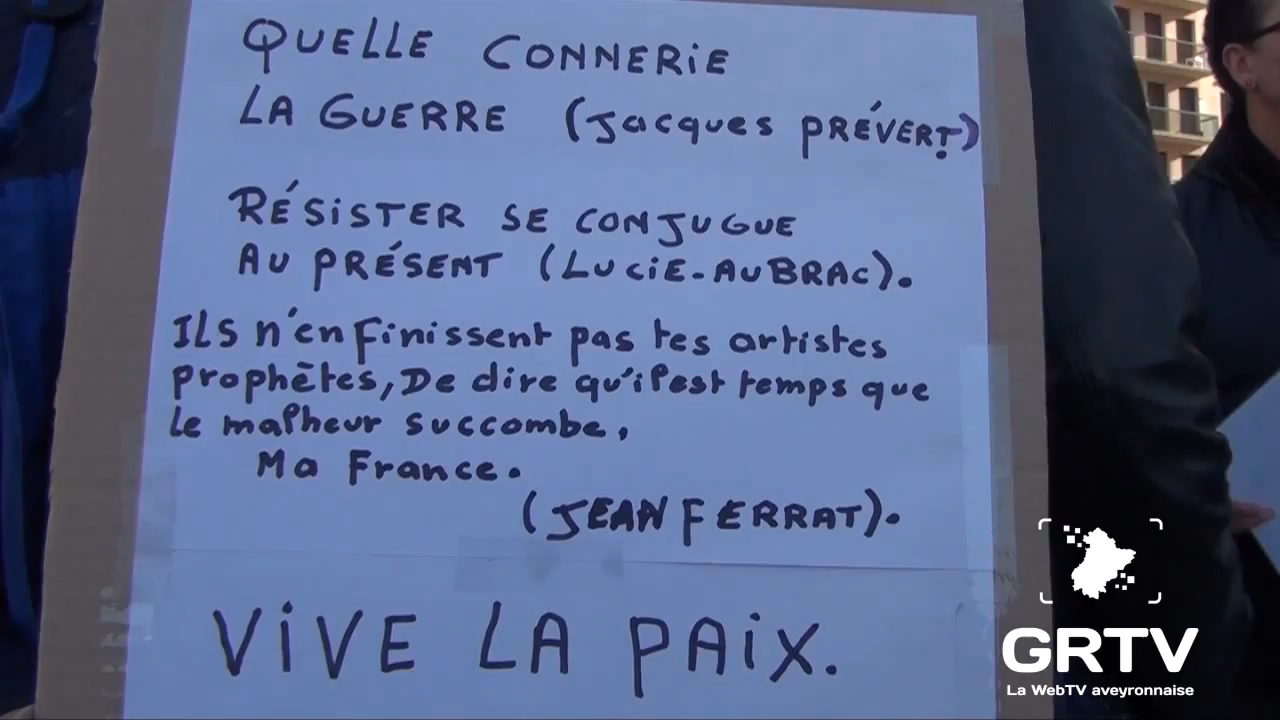 QUELLE CONNERIE
LA GUERRE (Jacques PRÉVERT)
RÉSISTER SE CONJUGUE
AU PRÉSENT (LUCIE-AUBRAC).
ILS n'en finissent pas tes artistes
prophètes, De dire qu'il est temps que
le malheur succombe.
Ma France.
(JEAN FERRAT).
VIVE LA PAIX.
GRTV
La WebTV aveyronnaise